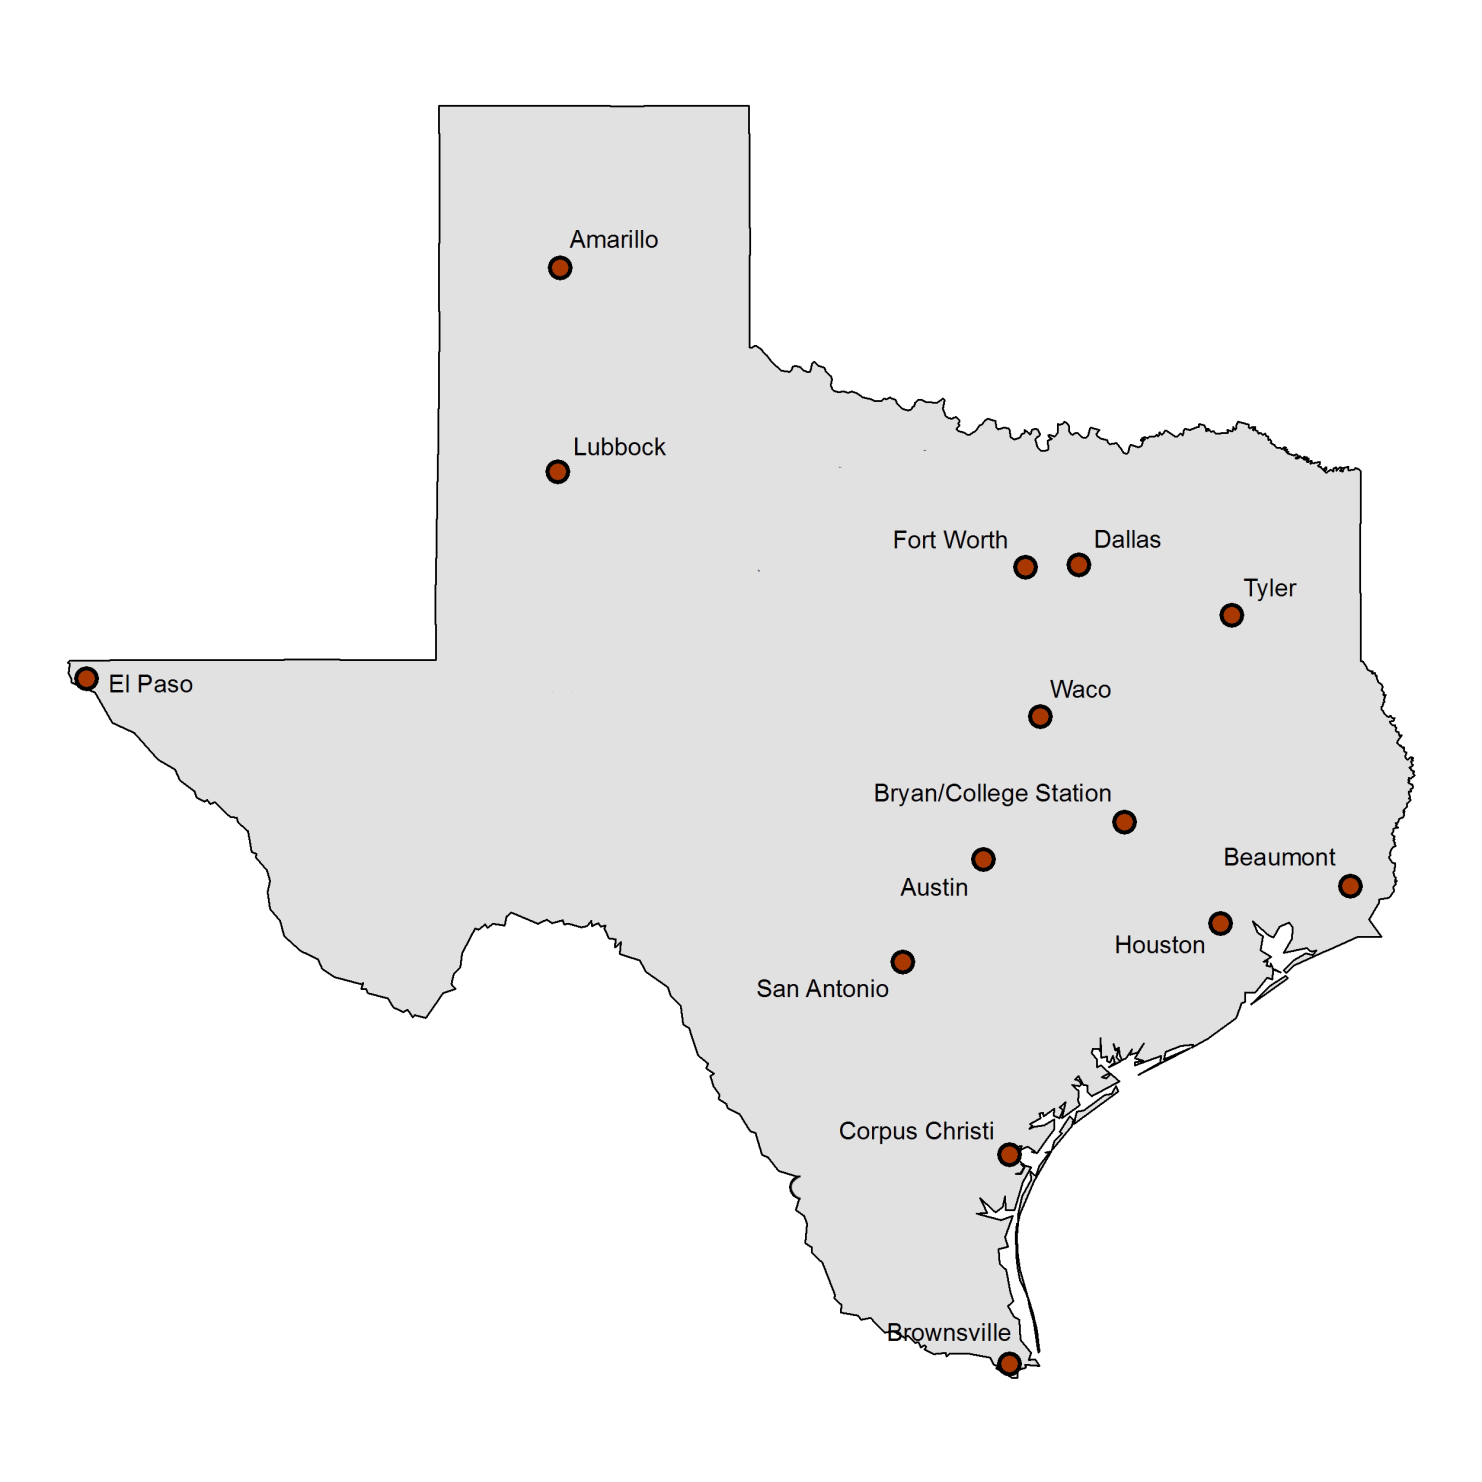 Amarillo
Lubbock
Fort Worth
Dallas
Tyler
El Paso
Waco
Bryan/College Station
Austin
Beaumont
Houston
San Antonio
Corpus Christi
Brownsville